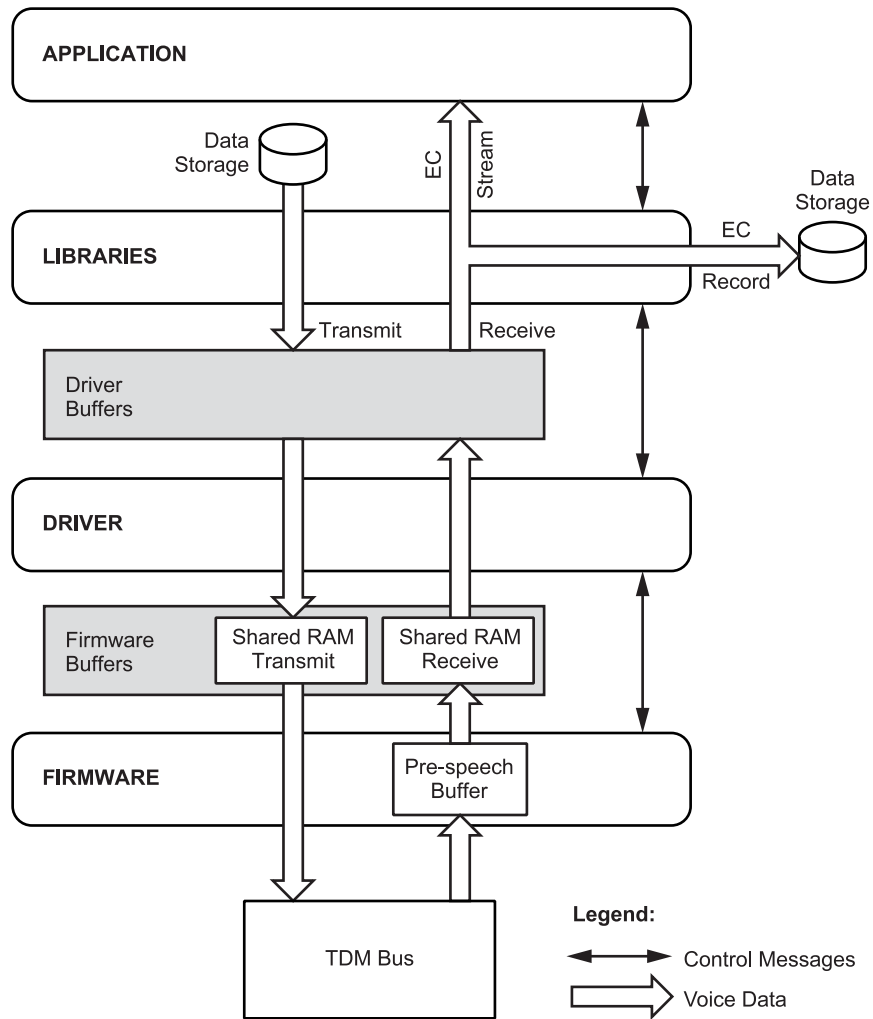 APPLICATION
Data
Storage
EC
Stream
Data
Storage
LIBRARIES
EC
Record
Transmit
Receive
Driver
Buffers
DRIVER
Firmware
Buffers
Shared RAM
Transmit
Shared RAM
Receive
FIRMWARE
Pre-speech
Buffer
TDM Bus
Legend:
Control Messages
Voice Data